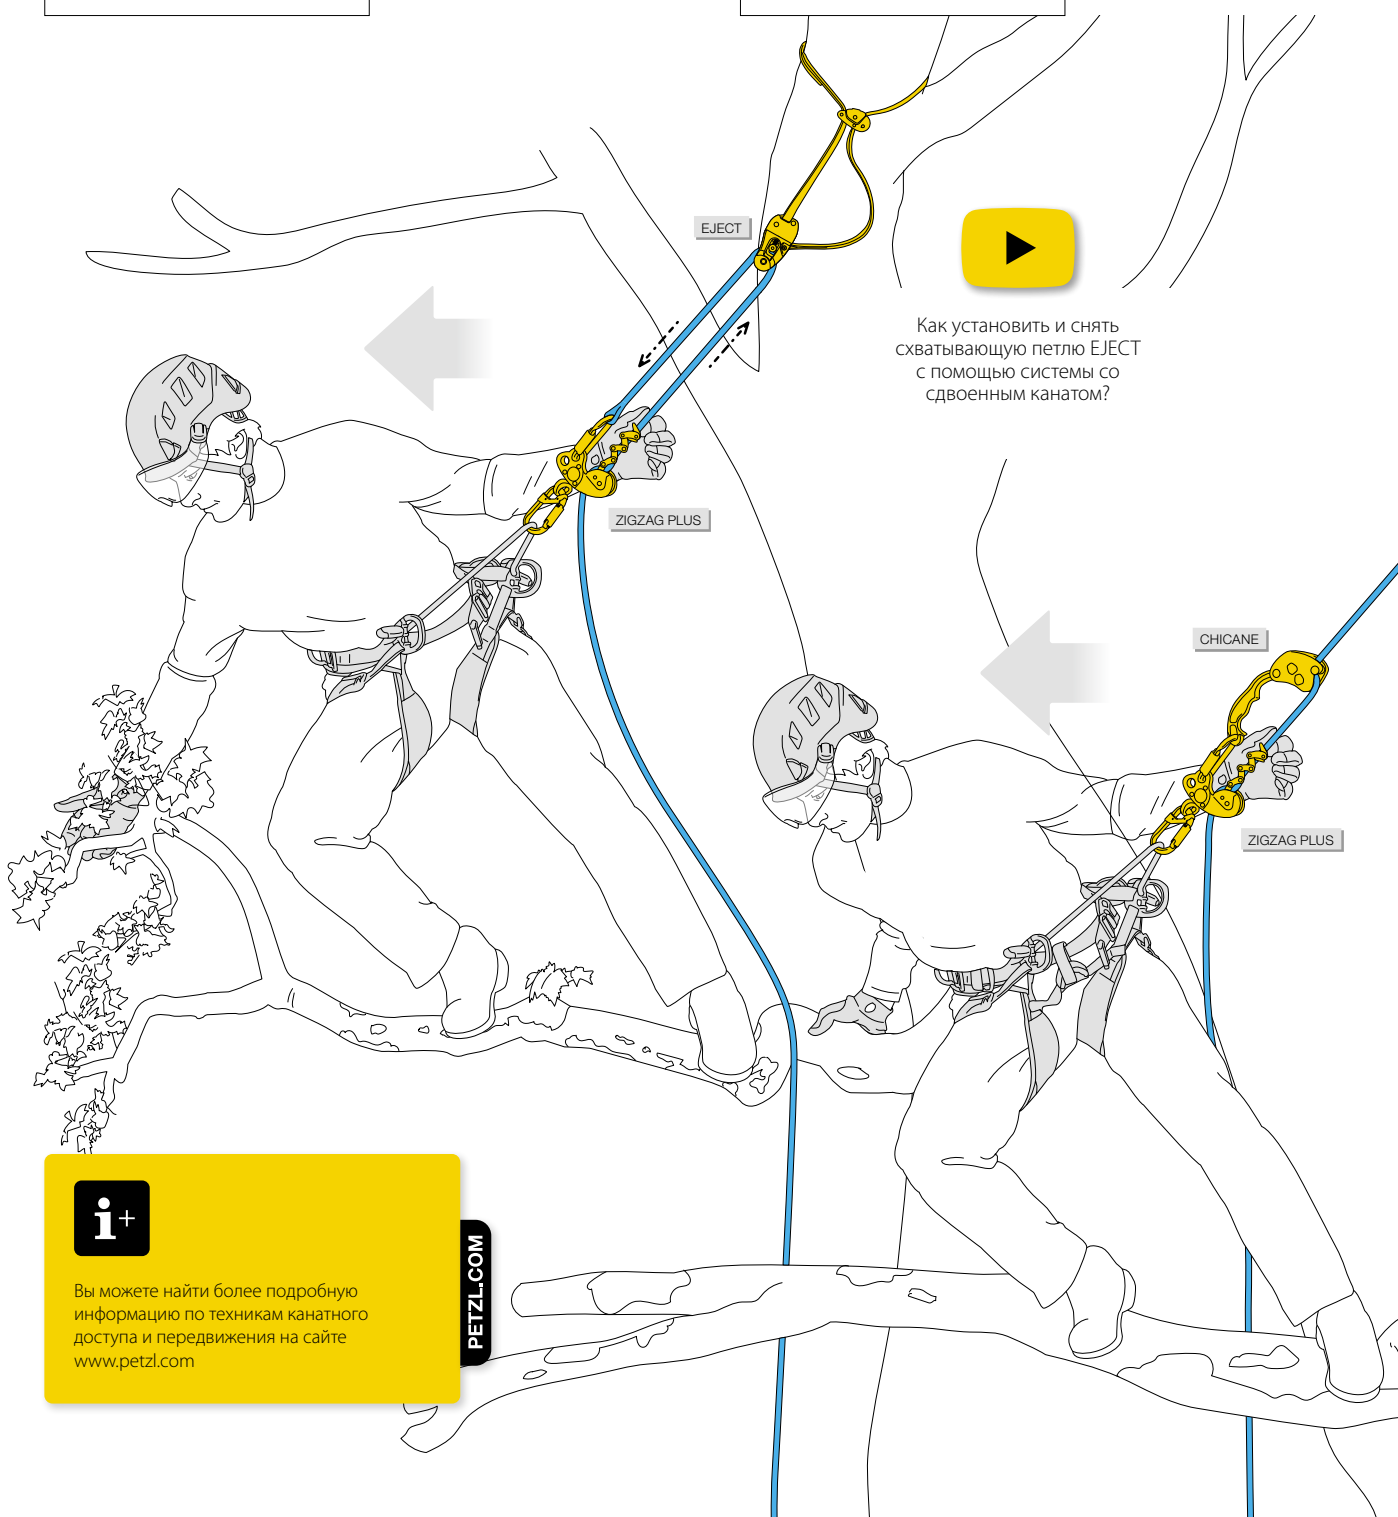 EJECT
Как установить и снять
схватывающую петлю EJECT
с помощью системы со
сдвоенным канатом?
ZIGZAG PLUS
CHICANE
ZIGZAG PLUS
i+
Вы можете найти более подробную
информацию по техникам канатного
доступа и передвижения на сайте
www.petzl.com
PETZL.COM